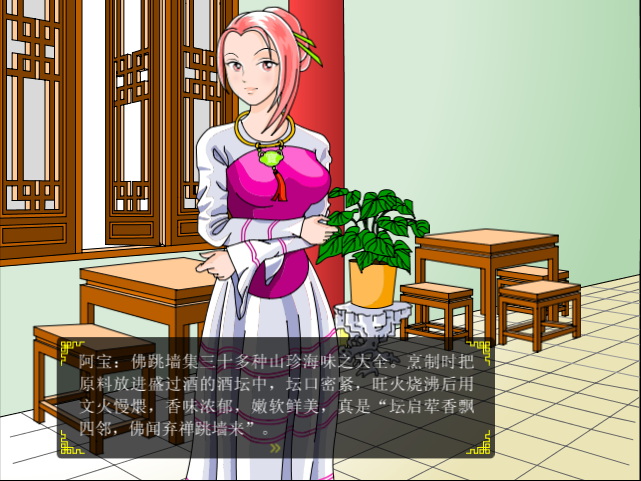 阿宝：佛跳墙集三十多种山珍海味之大全。烹制时把
原料放进盛过酒的酒坛中，坛口密紧，旺火烧沸后用
文火慢煨，香味浓郁，嫩软鲜美，真是“坛启荤香飘
四邻，佛闻弃禅跳墙来”。